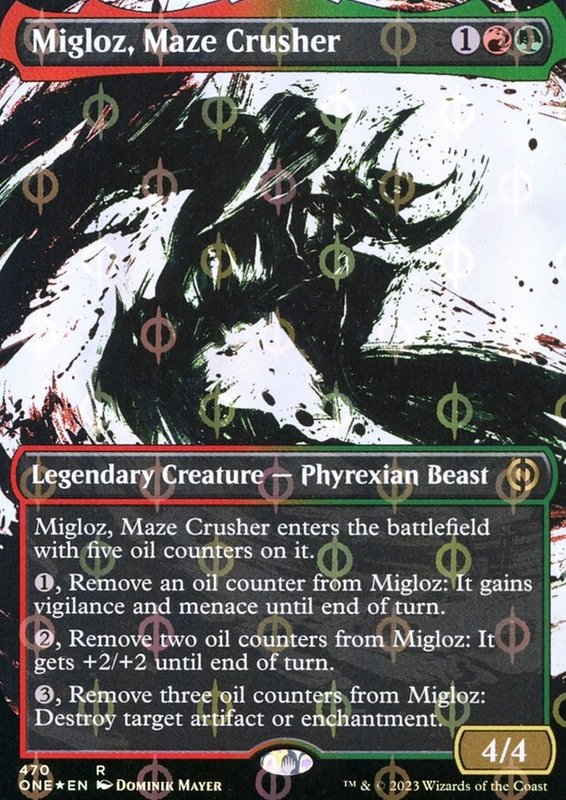 Migloz, Maze Crusher 1
Legendary Creature — Phyrexian Beast
Migloz, Maze Crusher enters the battlefield
with five oil counters on it.
1, Remove an oil counter from Migloz: It gains
vigilance and menace until end of turn.
2, Remove two oil counters from Migloz: It
gets +2/+2 until end of turn.
3, Remove three oil counters from Migloz:
Destroy target artifact or enchantment.
4/4
470 R
ONE★EN Dominik Mayer ™ & © 2023 Wizards of the Coast